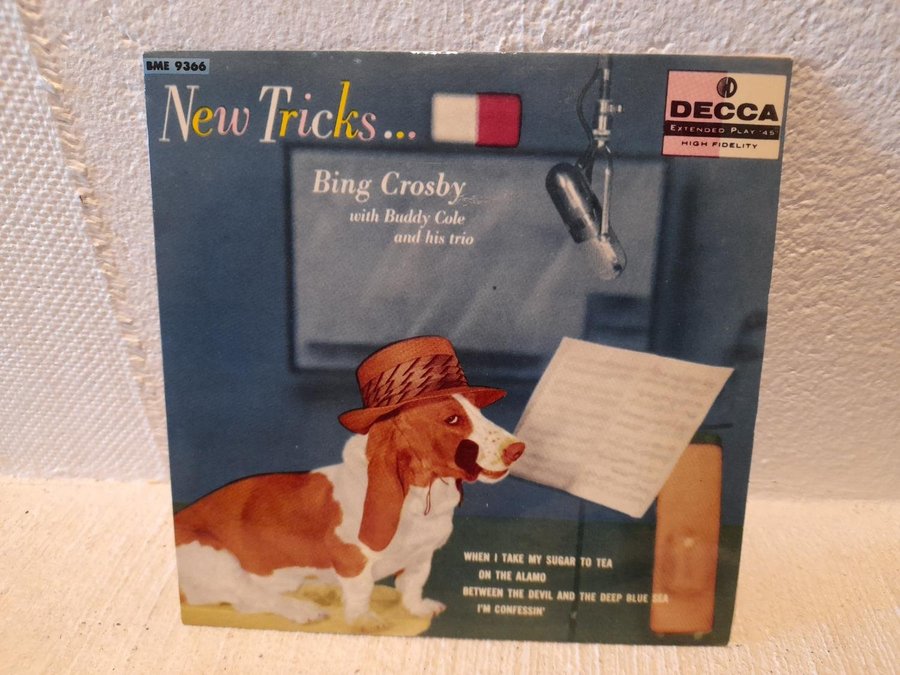 BME 9366
New Tricks...
DECCA
EXTENDED PLAY '45'
HIGH FIDELITY
Bing Crosby
with Buddy Cole
and his trio
WHEN I TAKE MY SUGAR TO TEA
ON THE ALAMO
BETWEEN THE DEVIL AND THE DEEP BLUE SEA
I'M CONFESSIN'